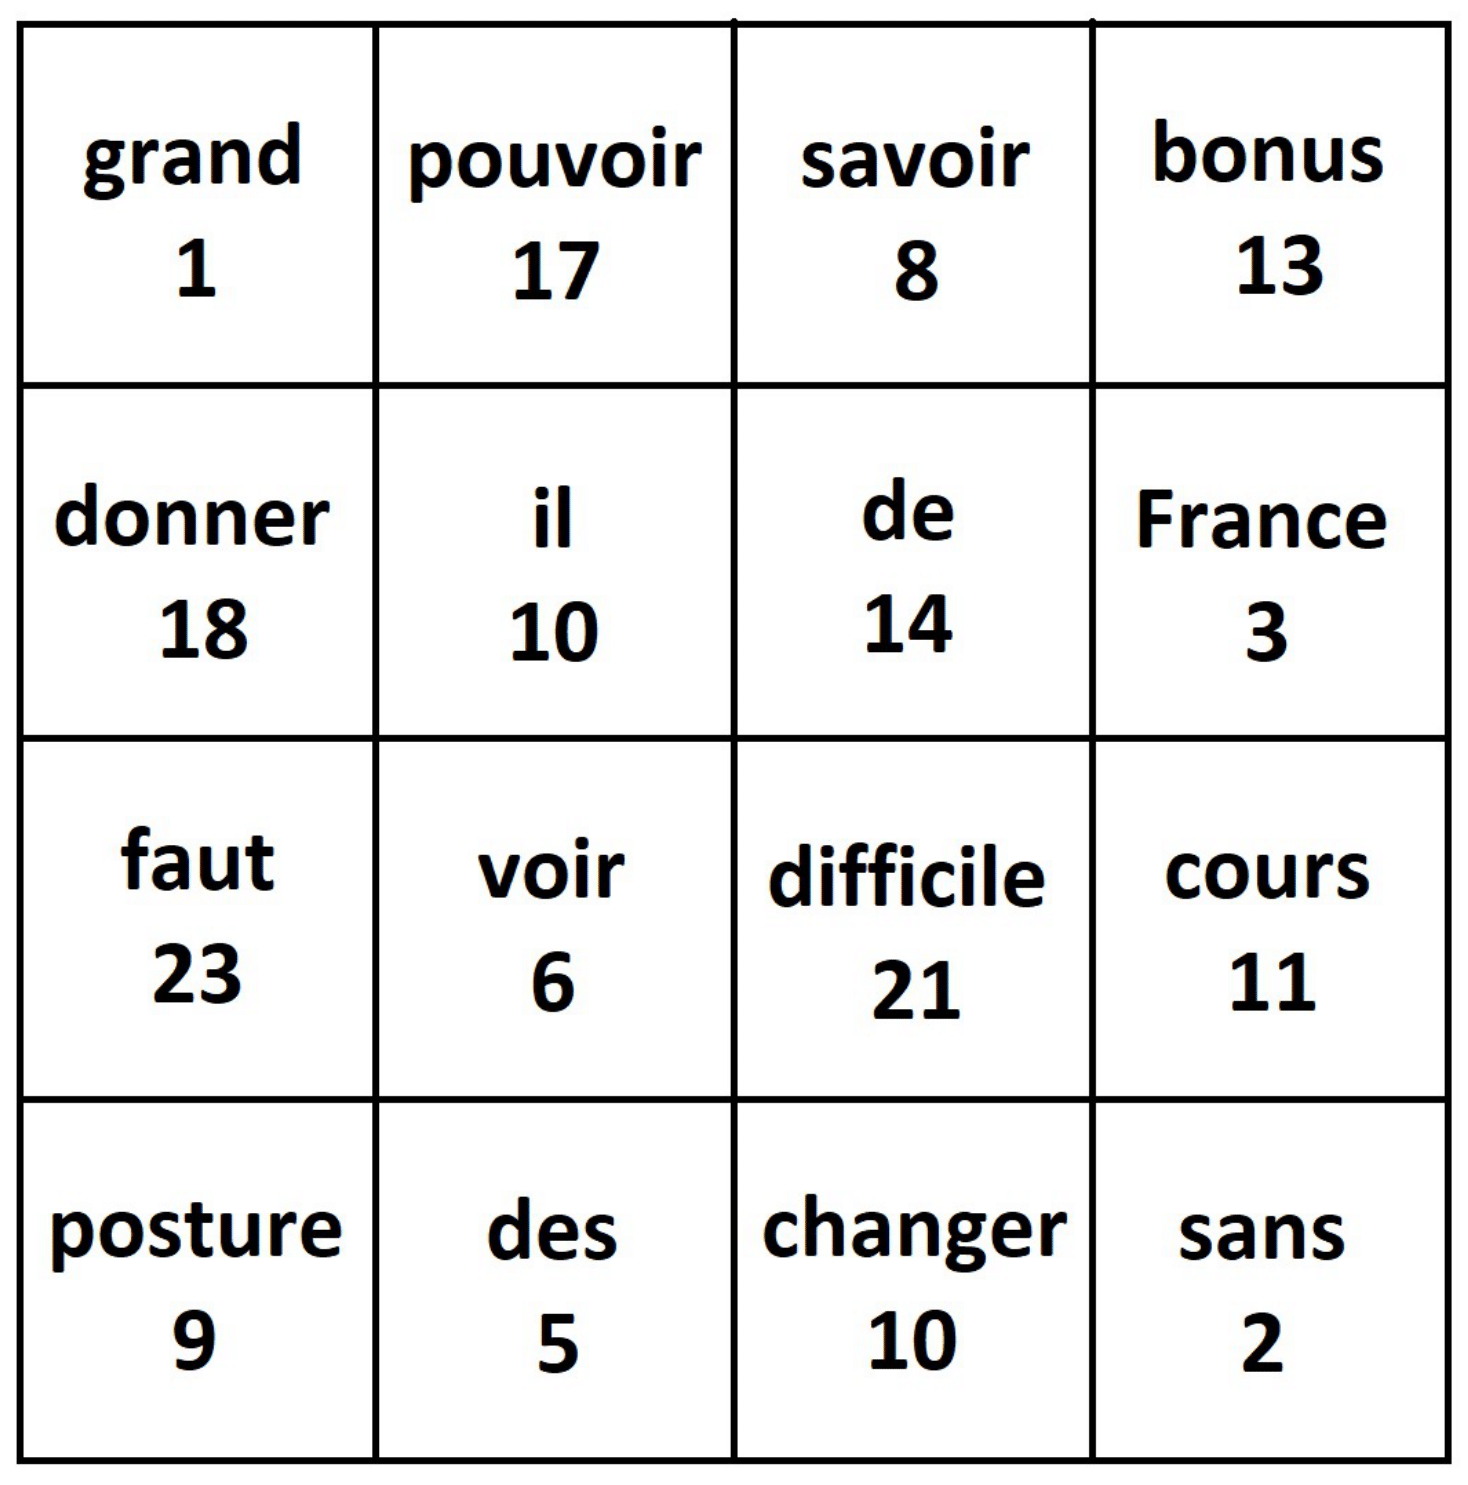 grand pouvoir savoir bonus
1 17 8 13
donner il de France
18 10 14 3
faut voir difficile cours
23 6 21 11
posture des changer sans
9 5 10 2